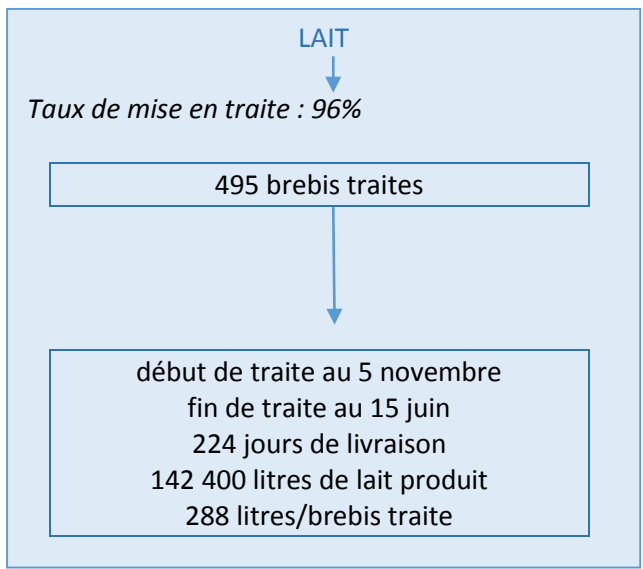 LAIT
Taux de mise en traite : 96%
495 brebis traites
début de traite au 5 novembre
fin de traite au 15 juin
224 jours de livraison
142 400 litres de lait produit
288 litres/brebis traite